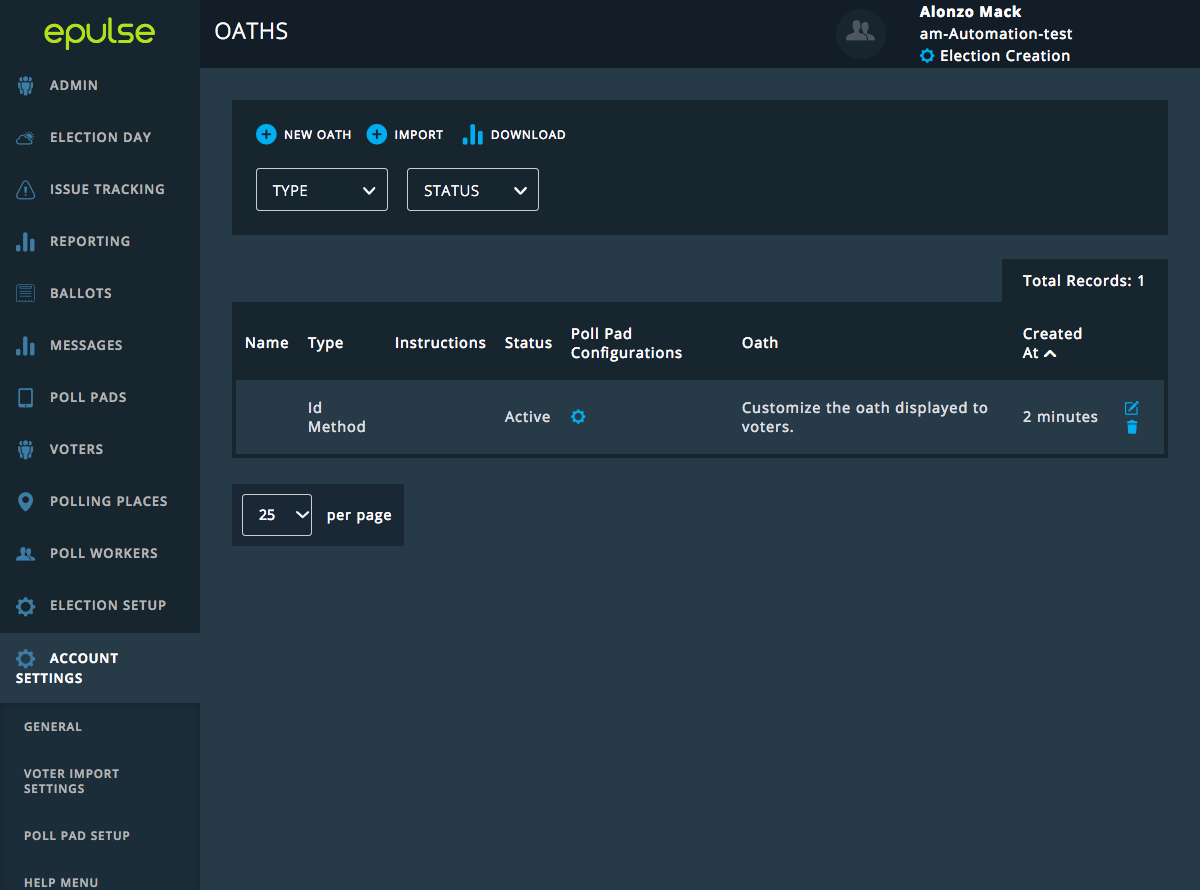 epulse
OATHS
Alonzo Mack
am-Automation-test
Election Creation
ADMIN
ELECTION DAY
ISSUE TRACKING
REPORTING
BALLOTS
MESSAGES
POLL PADS
VOTERS
POLLING PLACES
POLL WORKERS
ELECTION SETUP
ACCOUNT
SETTINGS
GENERAL
VOTER IMPORT
SETTINGS
POLL PAD SETUP
HELP MENU
NEW OATH IMPORT DOWNLOAD
TYPE STATUS
Total Records: 1
Name Type Instructions Status Poll Pad
Configurations Oath Created
At
Id
Method Active Customize the oath displayed to
voters. 2 minutes
25 per page